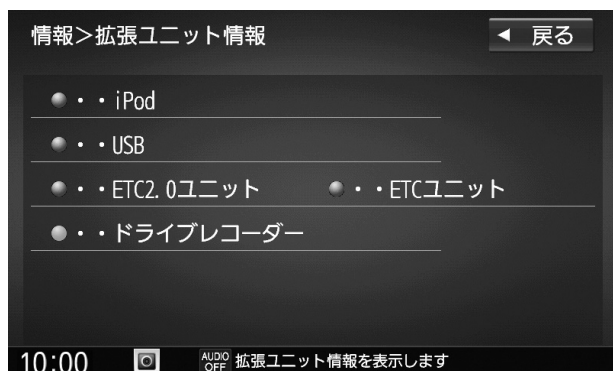 情報>拡張ユニット情報
◀ 戻る
・・iPod
・・USB
・・ETC2.0ユニット ・・ETCユニット
・・ドライブレコーダー
10:00 AUDIO OFF 拡張ユニット情報を表示します